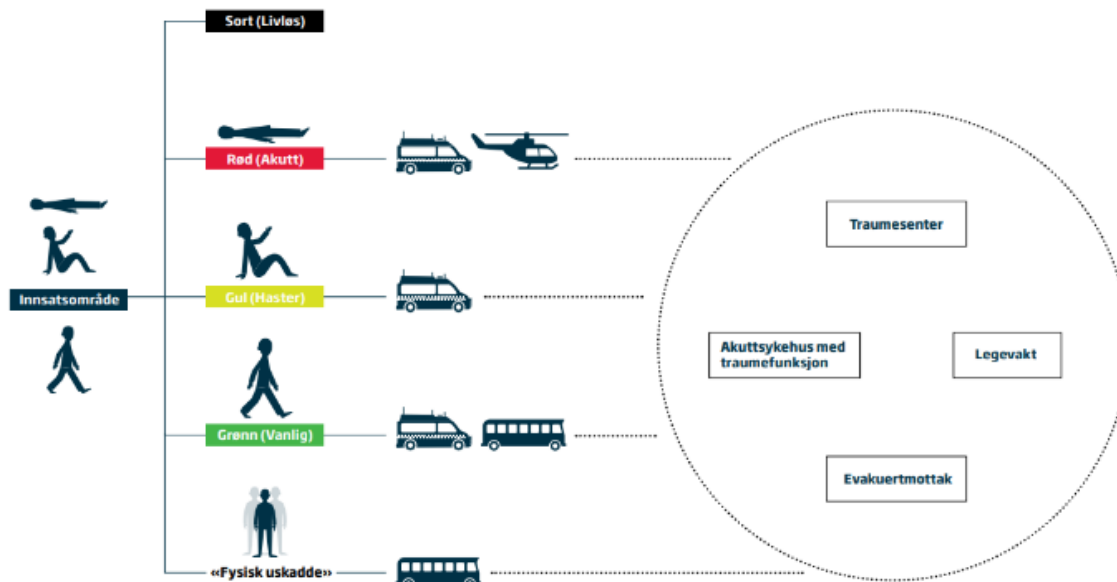 Sort (Livløs)
Rød (Akutt)
Innsatsområde
Gul (Haster)
Grønn (Vanlig)
«Fysisk uskadde»
Traumesenter
Akuttsykehus med
traumefunksjon
Legevakt
Evakuertmottak